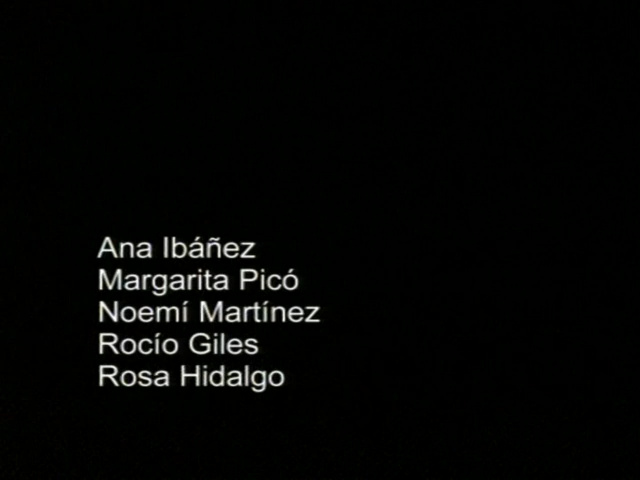 Ana Ibáñez
Margarita Picó
Noemí Martínez
Rocío Giles
Rosa Hidalgo